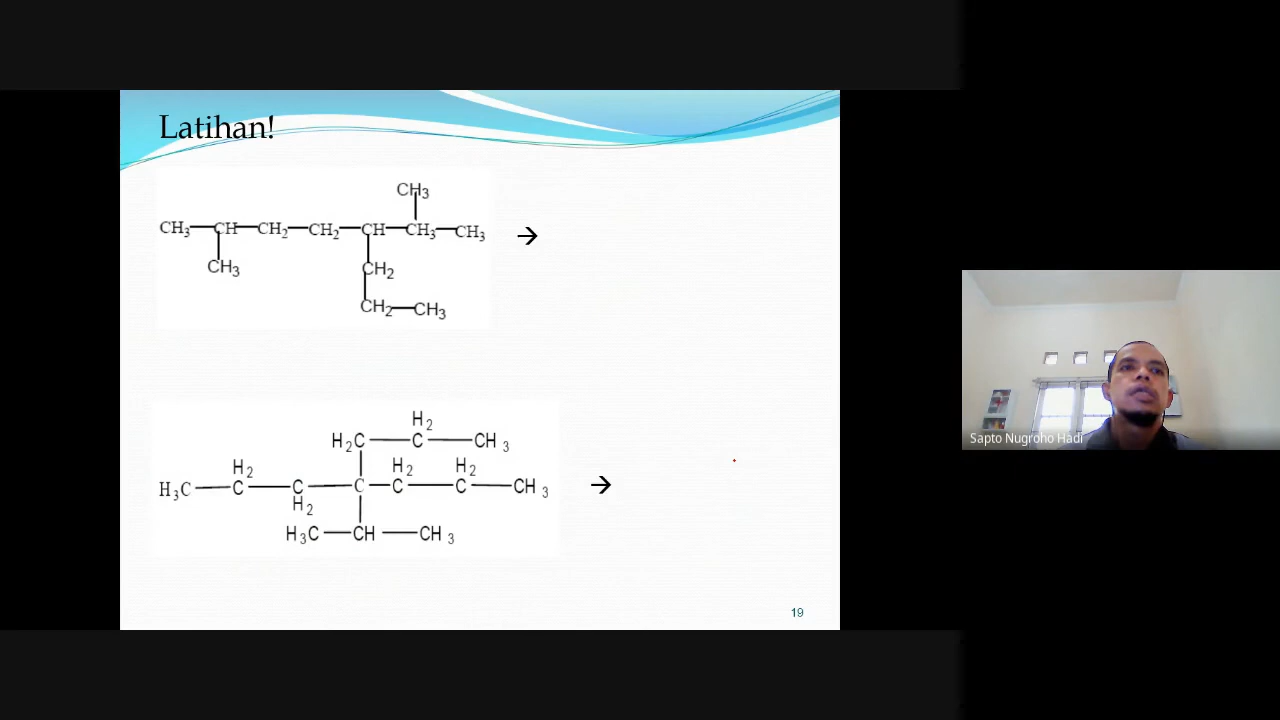 Latihan!
CH3
CH3 CH CH2 CH2 CH CH3 CH3
CH3 CH2
CH2 CH3
→
H2
H2C C CH3
H2 H2 H2
H3C C C C C C CH3
H2
H3C CH CH3
→
19
Sapto Nugroho Hadi